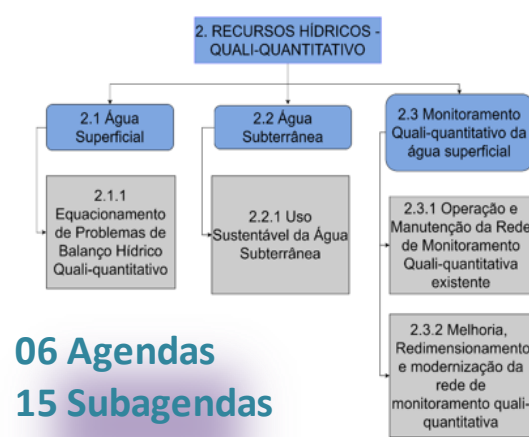 2. RECURSOS HÍDRICOS -
QUALI-QUANTITATIVO
2.1 Água
Superficial
2.2 Água
Subterrânea
2.3 Monitoramento
Quali-quantitativo da
água superficial
2.1.1
Equacionamento
de Problemas de
Balanço Hídrico
Quali-quantitativo
2.2.1 Uso
Sustentável da Água
Subterrânea
2.3.1 Operação e
Manutenção da Rede
de Monitoramento
Quali-quantitativa
existente
2.3.2 Melhoria,
Redimensionamento
e modernização da
rede de
monitoramento quali-
quantitativa
06 Agendas
15 Subagendas